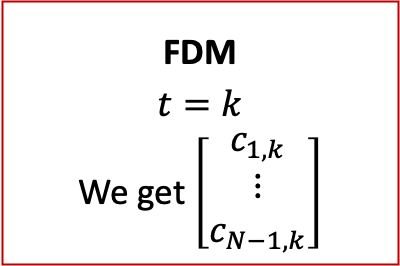 FDM
t = k
We get [c_{1,k} ⋮ c_{N−1,k}]